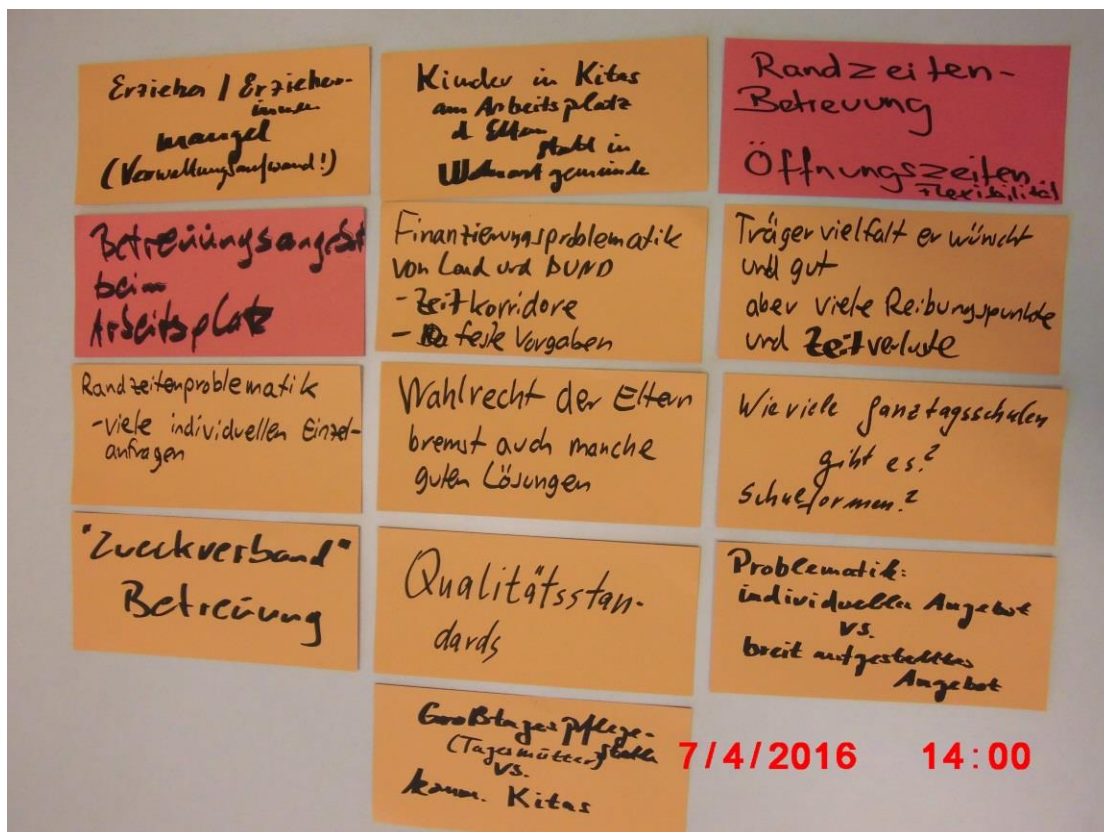 Erzieher / Erzieher-
innen
mangel
(Verwaltungsaufwand!)
Kinder in Kitas
am Arbeitsplatz
d. Eltern
statt in
Wohnortgemeinde
Randzeiten-
Betreuung
Öffnungszeiten
Flexibilität
Betreuungsangebot
beim
Arbeitsplatz
Finanzierungsproblematik
von Land und BUND
- Zeitkorridore
- feste Vorgaben
Trägervielfalt erwünscht
und gut
aber viele Reibungspunkte
und Zeitverluste
Randzeitenproblematik
- viele individuellen Einzel-
anfragen
Wahlrecht der Eltern
bremst auch manche
guten Lösungen
Wie viele Ganztagsschulen
gibt es?
Schulformen?
"Zweckverband"
Betreuung
Qualitätsstan-
dards
Problematik:
individuelles Angebot
vs.
breit aufgestelltes
Angebot
Großtagespflege-
stellen
(Tagesmütter)
vs.
komm. Kitas
7/4/2016 14:00